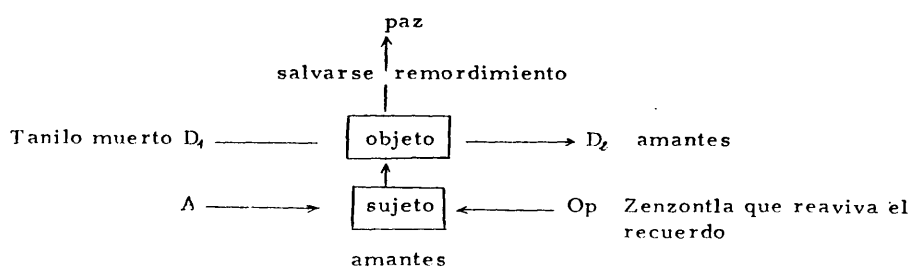 paz
salvarse remordimiento
Tanilo muerto D₁ objeto D₂ amantes
A sujeto Op Zenzontla que reaviva el
recuerdo
amantes